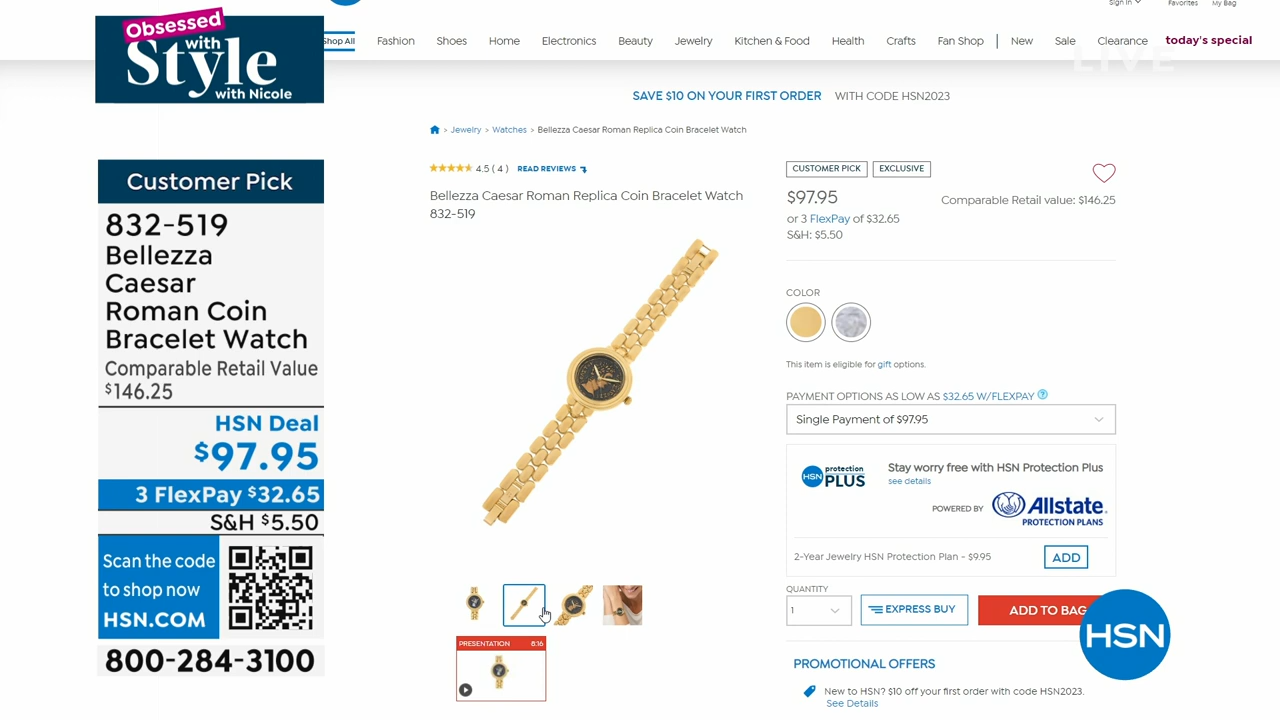 Obsessed
with
Style
with Nicole
Customer Pick
832-519
Bellezza
Caesar
Roman Coin
Bracelet Watch
Comparable Retail Value
$146.25
HSN Deal
$97.95
3 FlexPay $32.65
S&H $5.50
Scan the code
to shop now
HSN.COM
800-284-3100
Sign In
Favorites
My Bag
Shop All
Fashion
Shoes
Home
Electronics
Beauty
Jewelry
Kitchen & Food
Health
Crafts
Fan Shop
New
Sale
Clearance
today's special
LIVE
SAVE $10 ON YOUR FIRST ORDER WITH CODE HSN2023
> Jewelry > Watches > Bellezza Caesar Roman Replica Coin Bracelet Watch
4.5 ( 4 ) READ REVIEWS
Bellezza Caesar Roman Replica Coin Bracelet Watch
832-519
CUSTOMER PICK
EXCLUSIVE
$97.95
Comparable Retail value: $146.25
or 3 FlexPay of $32.65
S&H: $5.50
COLOR
This item is eligible for gift options.
PAYMENT OPTIONS AS LOW AS $32.65 W/FLEXPAY ?
Single Payment of $97.95
HSN protection PLUS
Stay worry free with HSN Protection Plus
see details
POWERED BY Allstate
PROTECTION PLANS
2-Year Jewelry HSN Protection Plan - $9.95
ADD
QUANTITY
1
EXPRESS BUY
ADD TO BAG
HSN
PRESENTATION 8:16
PROMOTIONAL OFFERS
New to HSN? $10 off your first order with code HSN2023.
See Details